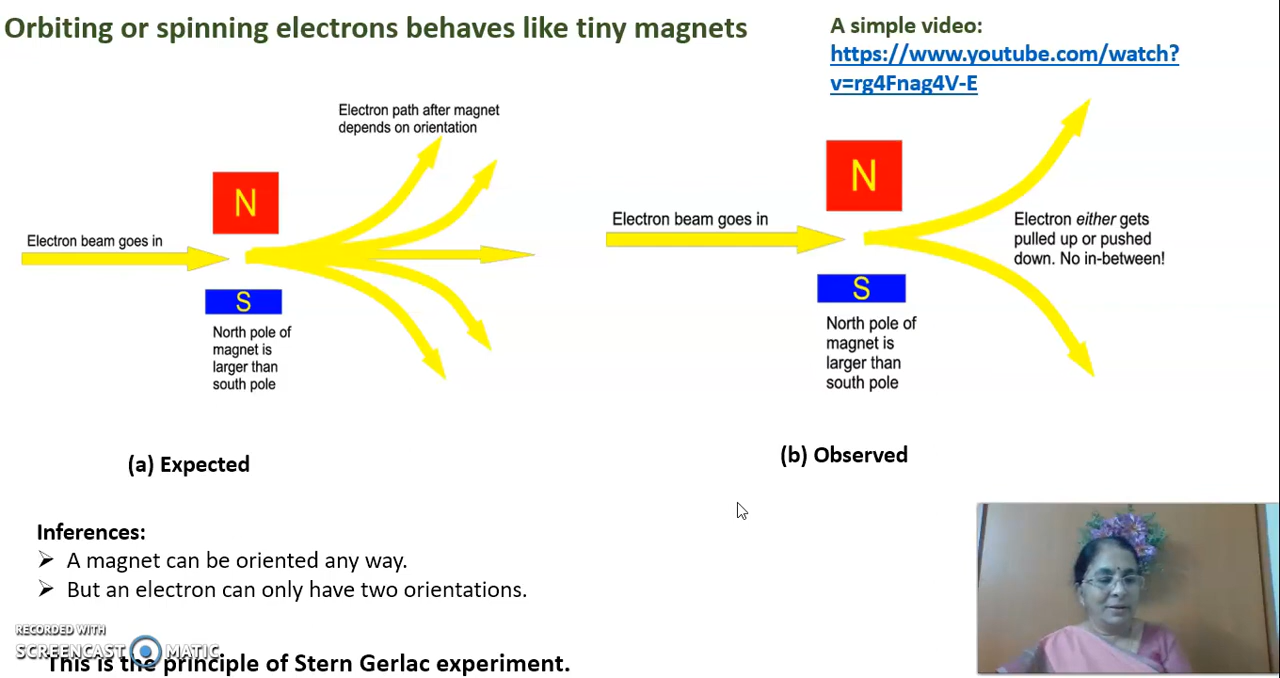 Orbiting or spinning electrons behaves like tiny magnets
A simple video:
https://www.youtube.com/watch?
v=rg4Fnag4V-E
Electron path after magnet
depends on orientation
N
Electron beam goes in
S
North pole of
magnet is
larger than
south pole
(a) Expected
N
Electron beam goes in
Electron either gets
pulled up or pushed
down. No in-between!
S
North pole of
magnet is
larger than
south pole
(b) Observed
Inferences:
➢ A magnet can be oriented any way.
➢ But an electron can only have two orientations.
RECORDED WITH
SCREENCAST MATIC
This is the principle of Stern Gerlac experiment.